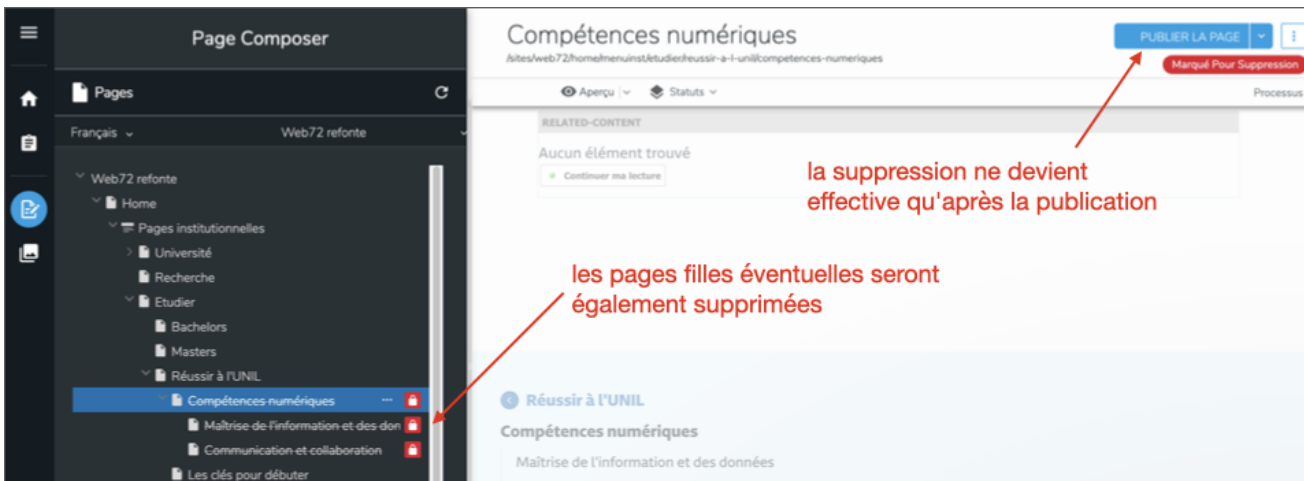 Page Composer
Pages
Français
Web72 refonte
Web72 refonte
Home
Pages institutionnelles
Université
Recherche
Etudier
Bachelors
Masters
Réussir à l'UNIL
Compétences numériques
Maîtrise de l'information et des don
Communication et collaboration
Les clés pour débuter
Compétences numériques
/sites/web72/home/menuinst/etudier/reussir-a-l-unil/competences-numeriques
PUBLIER LA PAGE
Marqué Pour Suppression
Aperçu
Statuts
Processus
RELATED-CONTENT
Aucun élément trouvé
Continuer ma lecture
la suppression ne devient
effective qu'après la publication
les pages filles éventuelles seront
également supprimées
Réussir à l'UNIL
Compétences numériques
Maîtrise de l'information et des données